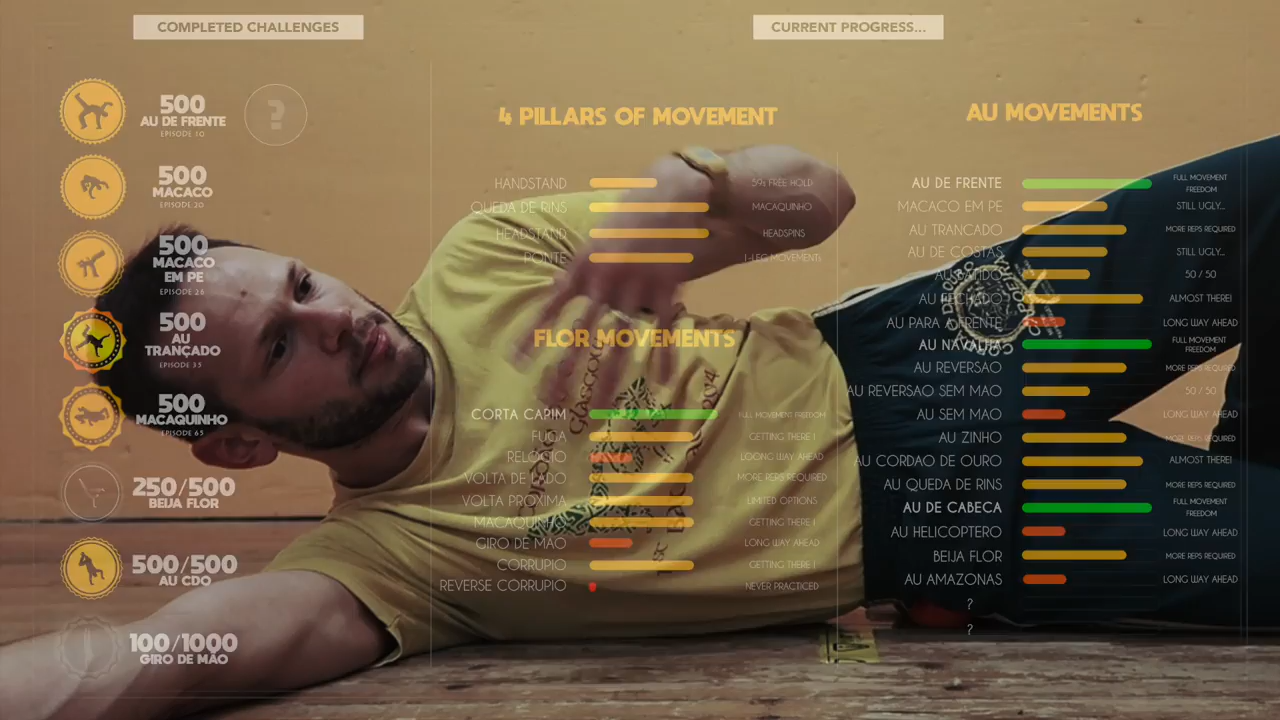 COMPLETED CHALLENGES
CURRENT PROGRESS...
500
AU DE FRENTE
EPISODE 10
?
500
MACACO
EPISODE 20
500
MACACO
EM PE
EPISODE 26
500
AU
TRANÇADO
EPISODE 35
500
MACAQUINHO
EPISODE 65
250/500
BEIJA FLOR
500/500
AU CDO
100/1000
GIRO DE MÃO
4 PILLARS OF MOVEMENT
HANDSTAND 59s FREE HOLD
QUEDA DE RINS MACAQUINHO
HEADSTAND HEADSPINS
PONTE 1-LEG MOVEMENTS
FLOR MOVEMENTS
CORTA CAPIM FULL MOVEMENT FREEDOM
FUGA GETTING THERE !
RELOGIO LOONG WAY AHEAD
VOLTA DE LADO MORE REPS REQUIRED
VOLTA PROXIMA LIMITED OPTIONS
MACAQUINHO GETTING THERE !
GIRO DE MAO LONG WAY AHEAD
CORRUPIO GETTING THERE !
REVERSE CORRUPIO NEVER PRACTICED
AU MOVEMENTS
AU DE FRENTE FULL MOVEMENT
FREEDOM
MACACO EM PE STILL UGLY...
AU TRANCADO MORE REPS REQUIRED
AU DE COSTAS STILL UGLY...
50 / 50
AU FECHADO ALMOST THERE!
AU PARA FRENTE LONG WAY AHEAD
AU NAVALHA FULL MOVEMENT
FREEDOM
AU REVERSAO MORE REPS REQUIRED
AU REVERSAO SEM MAO 50 / 50
AU SEM MAO LONG WAY AHEAD
AU ZINHO MORE REPS REQUIRED
AU CORDAO DE OURO ALMOST THERE!
AU QUEDA DE RINS MORE REPS REQUIRED
AU DE CABECA FULL MOVEMENT
FREEDOM
AU HELICOPTERO LONG WAY AHEAD
BEIJA FLOR MORE REPS REQUIRED
AU AMAZONAS LONG WAY AHEAD
?
?